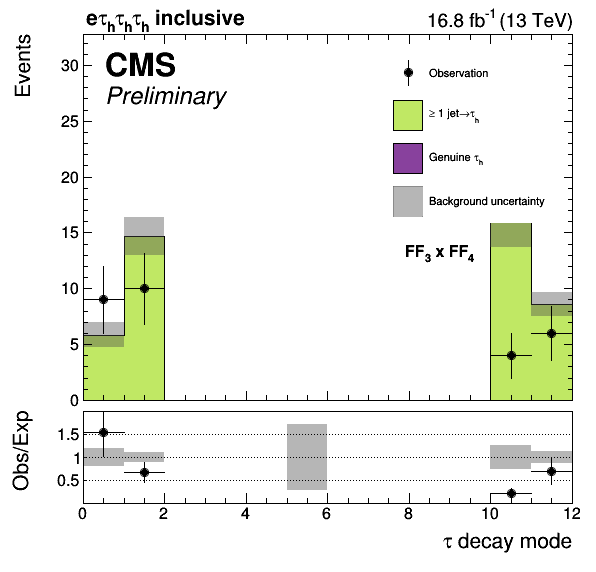 eτhτhτh inclusive 16.8 fb⁻¹ (13 TeV)
Events
CMS
Preliminary
Observation
≥ 1 jet→τh
Genuine τh
Background uncertainty
FF3 x FF4
30
25
20
15
10
5
0
Obs/Exp
1.5
1
0.5
0 2 4 6 8 10 12
τ decay mode